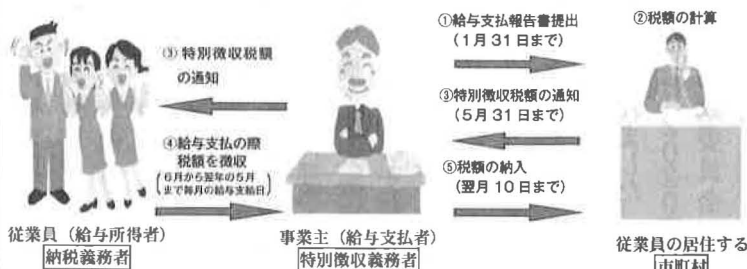 ①給与支払報告書提出
(1月31日まで)
②税額の計算
③特別徴収税額
の通知
③特別徴収税額の通知
(5月31日まで)
④給与支払の際
税額を徴収
6月から翌年の5月
まで毎月の給与支給日
⑤税額の納入
(翌月10日まで)
従業員（給与所得者）
納税義務者
事業主（給与支払者）
特別徴収義務者
従業員の居住する
市町村